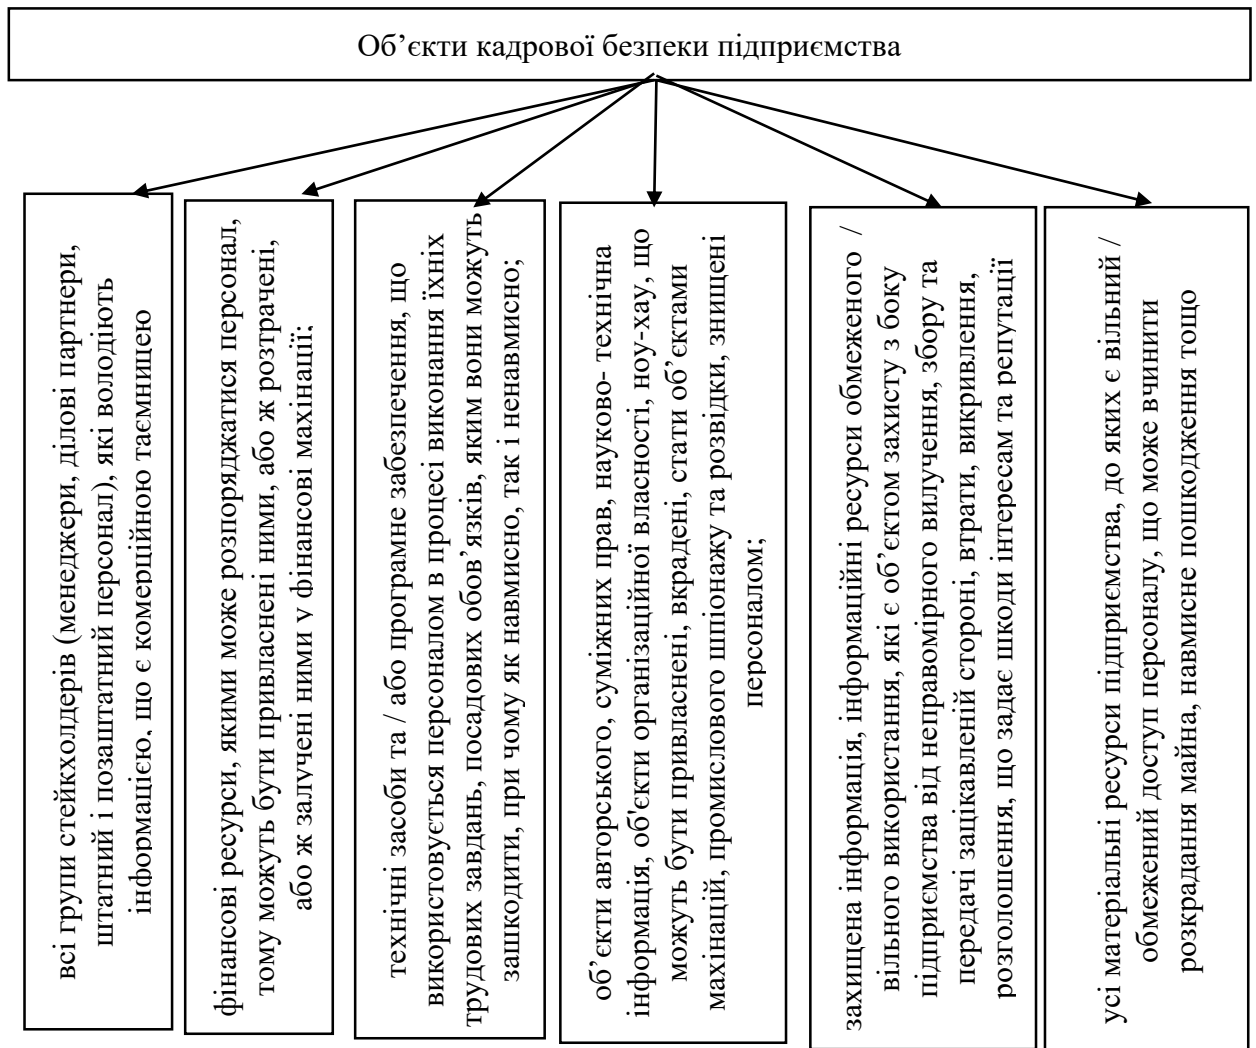 Об’єкти кадрової безпеки підприємства
всі групи стейкхолдерів (менеджери, ділові партнери,
штатний і позаштатний персонал), які володіють
інформацією, що є комерційною таємницею
фінансові ресурси, якими може розпоряджатися персонал,
тому можуть бути привласнені ними, або ж розтрачені,
або ж залучені ними у фінансові махінації;
технічні засоби та / або програмне забезпечення, що
використовується персоналом в процесі виконання їхніх
трудових завдань, посадових обов’язків, яким вони можуть
зашкодити, при чому як навмисно, так і ненавмисно;
об’єкти авторського, суміжних прав, науково- технічна
інформація, об'єкти організаційної власності, ноу-хау, що
можуть бути привласнені, вкрадені, стати об’єктами
махінацій, промислового шпіонажу та розвідки, знищені
персоналом;
захищена інформація, інформаційні ресурси обмеженого /
вільного використання, які є об’єктом захисту з боку
підприємства від неправомірного вилучення, збору та
передачі зацікавленій стороні, втрати, викривлення,
розголошення, що задає шкоди інтересам та репутації
усі матеріальні ресурси підприємства, до яких є вільний /
обмежений доступ персоналу, що може вчинити
розкрадання майна, навмисне пошкодження тощо